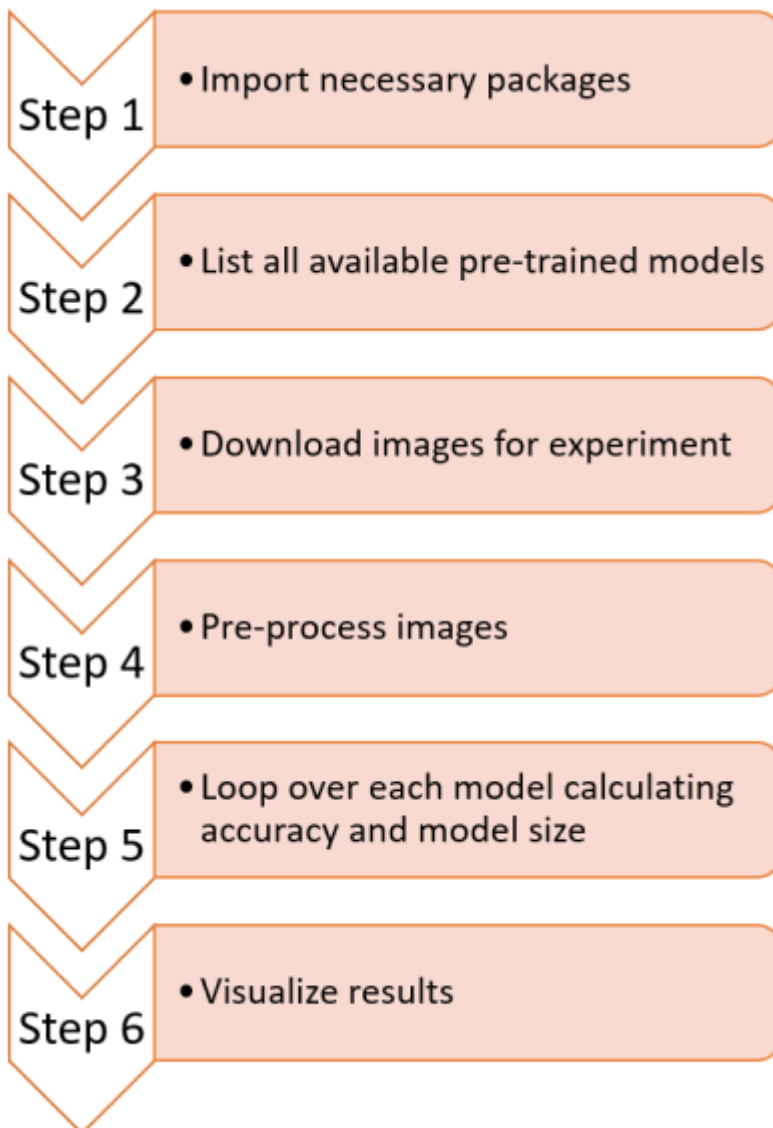 Step 1
• Import necessary packages
Step 2
• List all available pre-trained models
Step 3
• Download images for experiment
Step 4
• Pre-process images
Step 5
• Loop over each model calculating
accuracy and model size
Step 6
• Visualize results